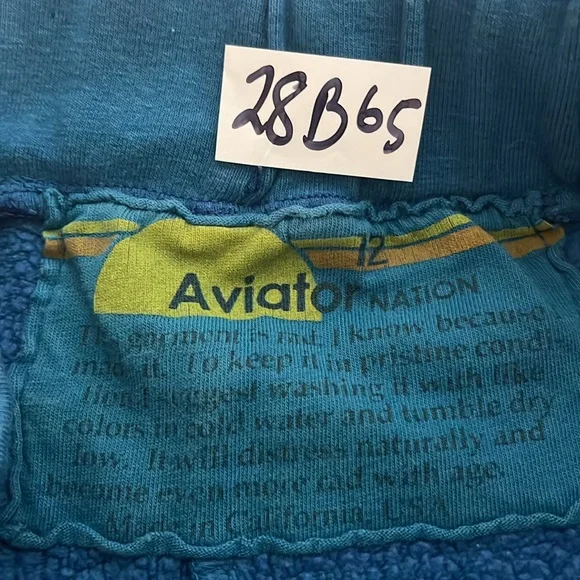 28B65
12
Aviator NATION
garment is rad. I know because
made it. To keep it in pristine condi-
tion I suggest washing it with like
colors in cold water and tumble dry
low. It will distress naturally and
become even more rad with age.
Made in California, USA